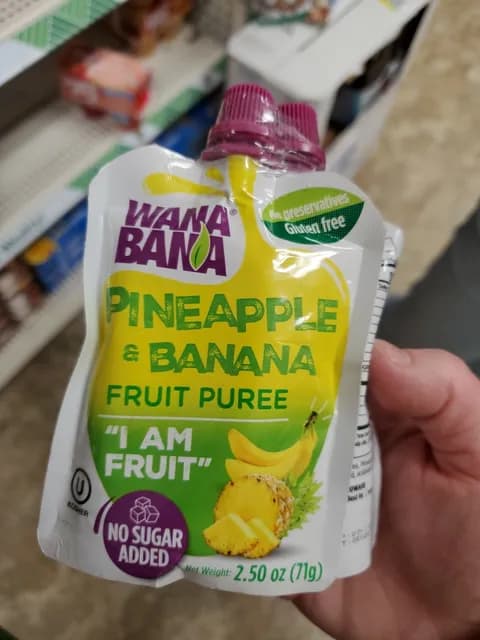 WANA
BANA
No preservatives
Gluten free
PINEAPPLE
& BANANA
FRUIT PUREE
"I AM
FRUIT"
U
KOSHER
NO SUGAR
ADDED
Net Weight: 2.50 oz (71g)